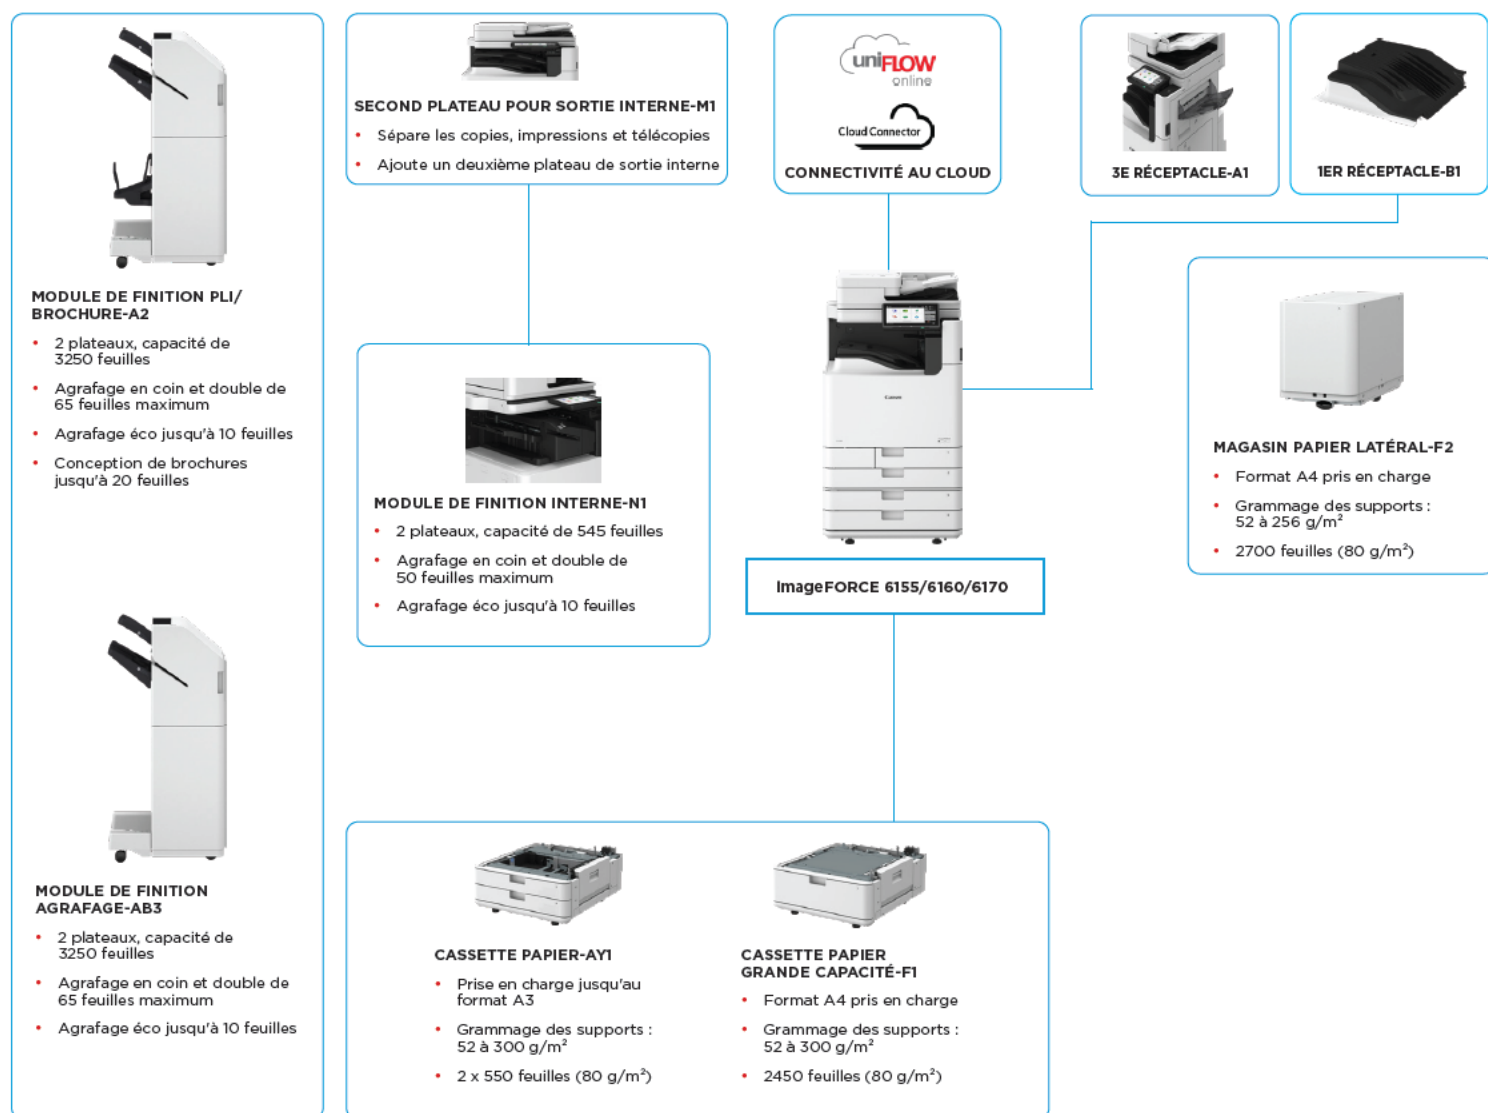 MODULE DE FINITION PLI/
BROCHURE-A2
• 2 plateaux, capacité de
3250 feuilles
• Agrafage en coin et double de
65 feuilles maximum
• Agrafage éco jusqu'à 10 feuilles
• Conception de brochures
jusqu'à 20 feuilles
MODULE DE FINITION
AGRAFAGE-AB3
• 2 plateaux, capacité de
3250 feuilles
• Agrafage en coin et double de
65 feuilles maximum
• Agrafage éco jusqu'à 10 feuilles
SECOND PLATEAU POUR SORTIE INTERNE-M1
• Sépare les copies, impressions et télécopies
• Ajoute un deuxième plateau de sortie interne
MODULE DE FINITION INTERNE-N1
• 2 plateaux, capacité de 545 feuilles
• Agrafage en coin et double de
50 feuilles maximum
• Agrafage éco jusqu'à 10 feuilles
uniFLOW
online
Cloud Connector
CONNECTIVITÉ AU CLOUD
Canon
imageFORCE 6155/6160/6170
3E RÉCEPTACLE-A1
1ER RÉCEPTACLE-B1
MAGASIN PAPIER LATÉRAL-F2
• Format A4 pris en charge
• Grammage des supports :
52 à 256 g/m²
• 2700 feuilles (80 g/m²)
CASSETTE PAPIER-AY1
• Prise en charge jusqu'au
format A3
• Grammage des supports :
52 à 300 g/m²
• 2 x 550 feuilles (80 g/m²)
CASSETTE PAPIER
GRANDE CAPACITÉ-F1
• Format A4 pris en charge
• Grammage des supports :
52 à 300 g/m²
• 2450 feuilles (80 g/m²)